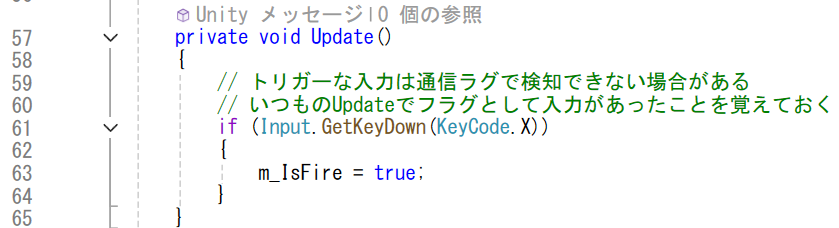 Unity メッセージ|0 個の参照
57 private void Update()
58 {
59 // トリガーな入力は通信ラグで検知できない場合がある
60 // いつものUpdateでフラグとして入力があったことを覚えておく
61 if (Input.GetKeyDown(KeyCode.X))
62 {
63 m_IsFire = true;
64 }
65 }